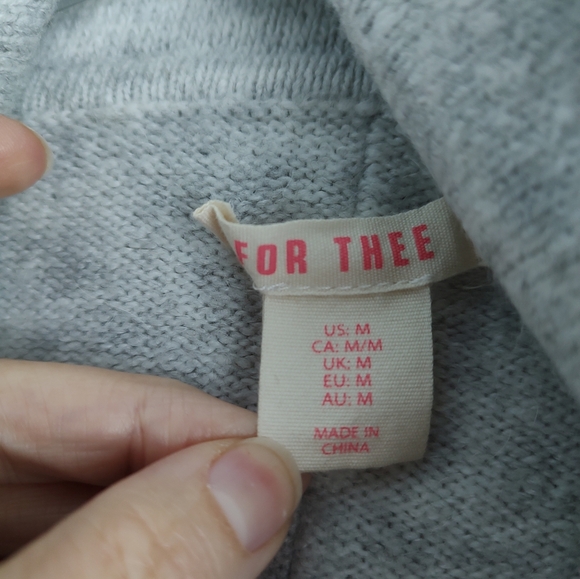 FOR THEE
US: M
CA: M/M
UK: M
EU: M
AU: M
MADE IN
CHINA